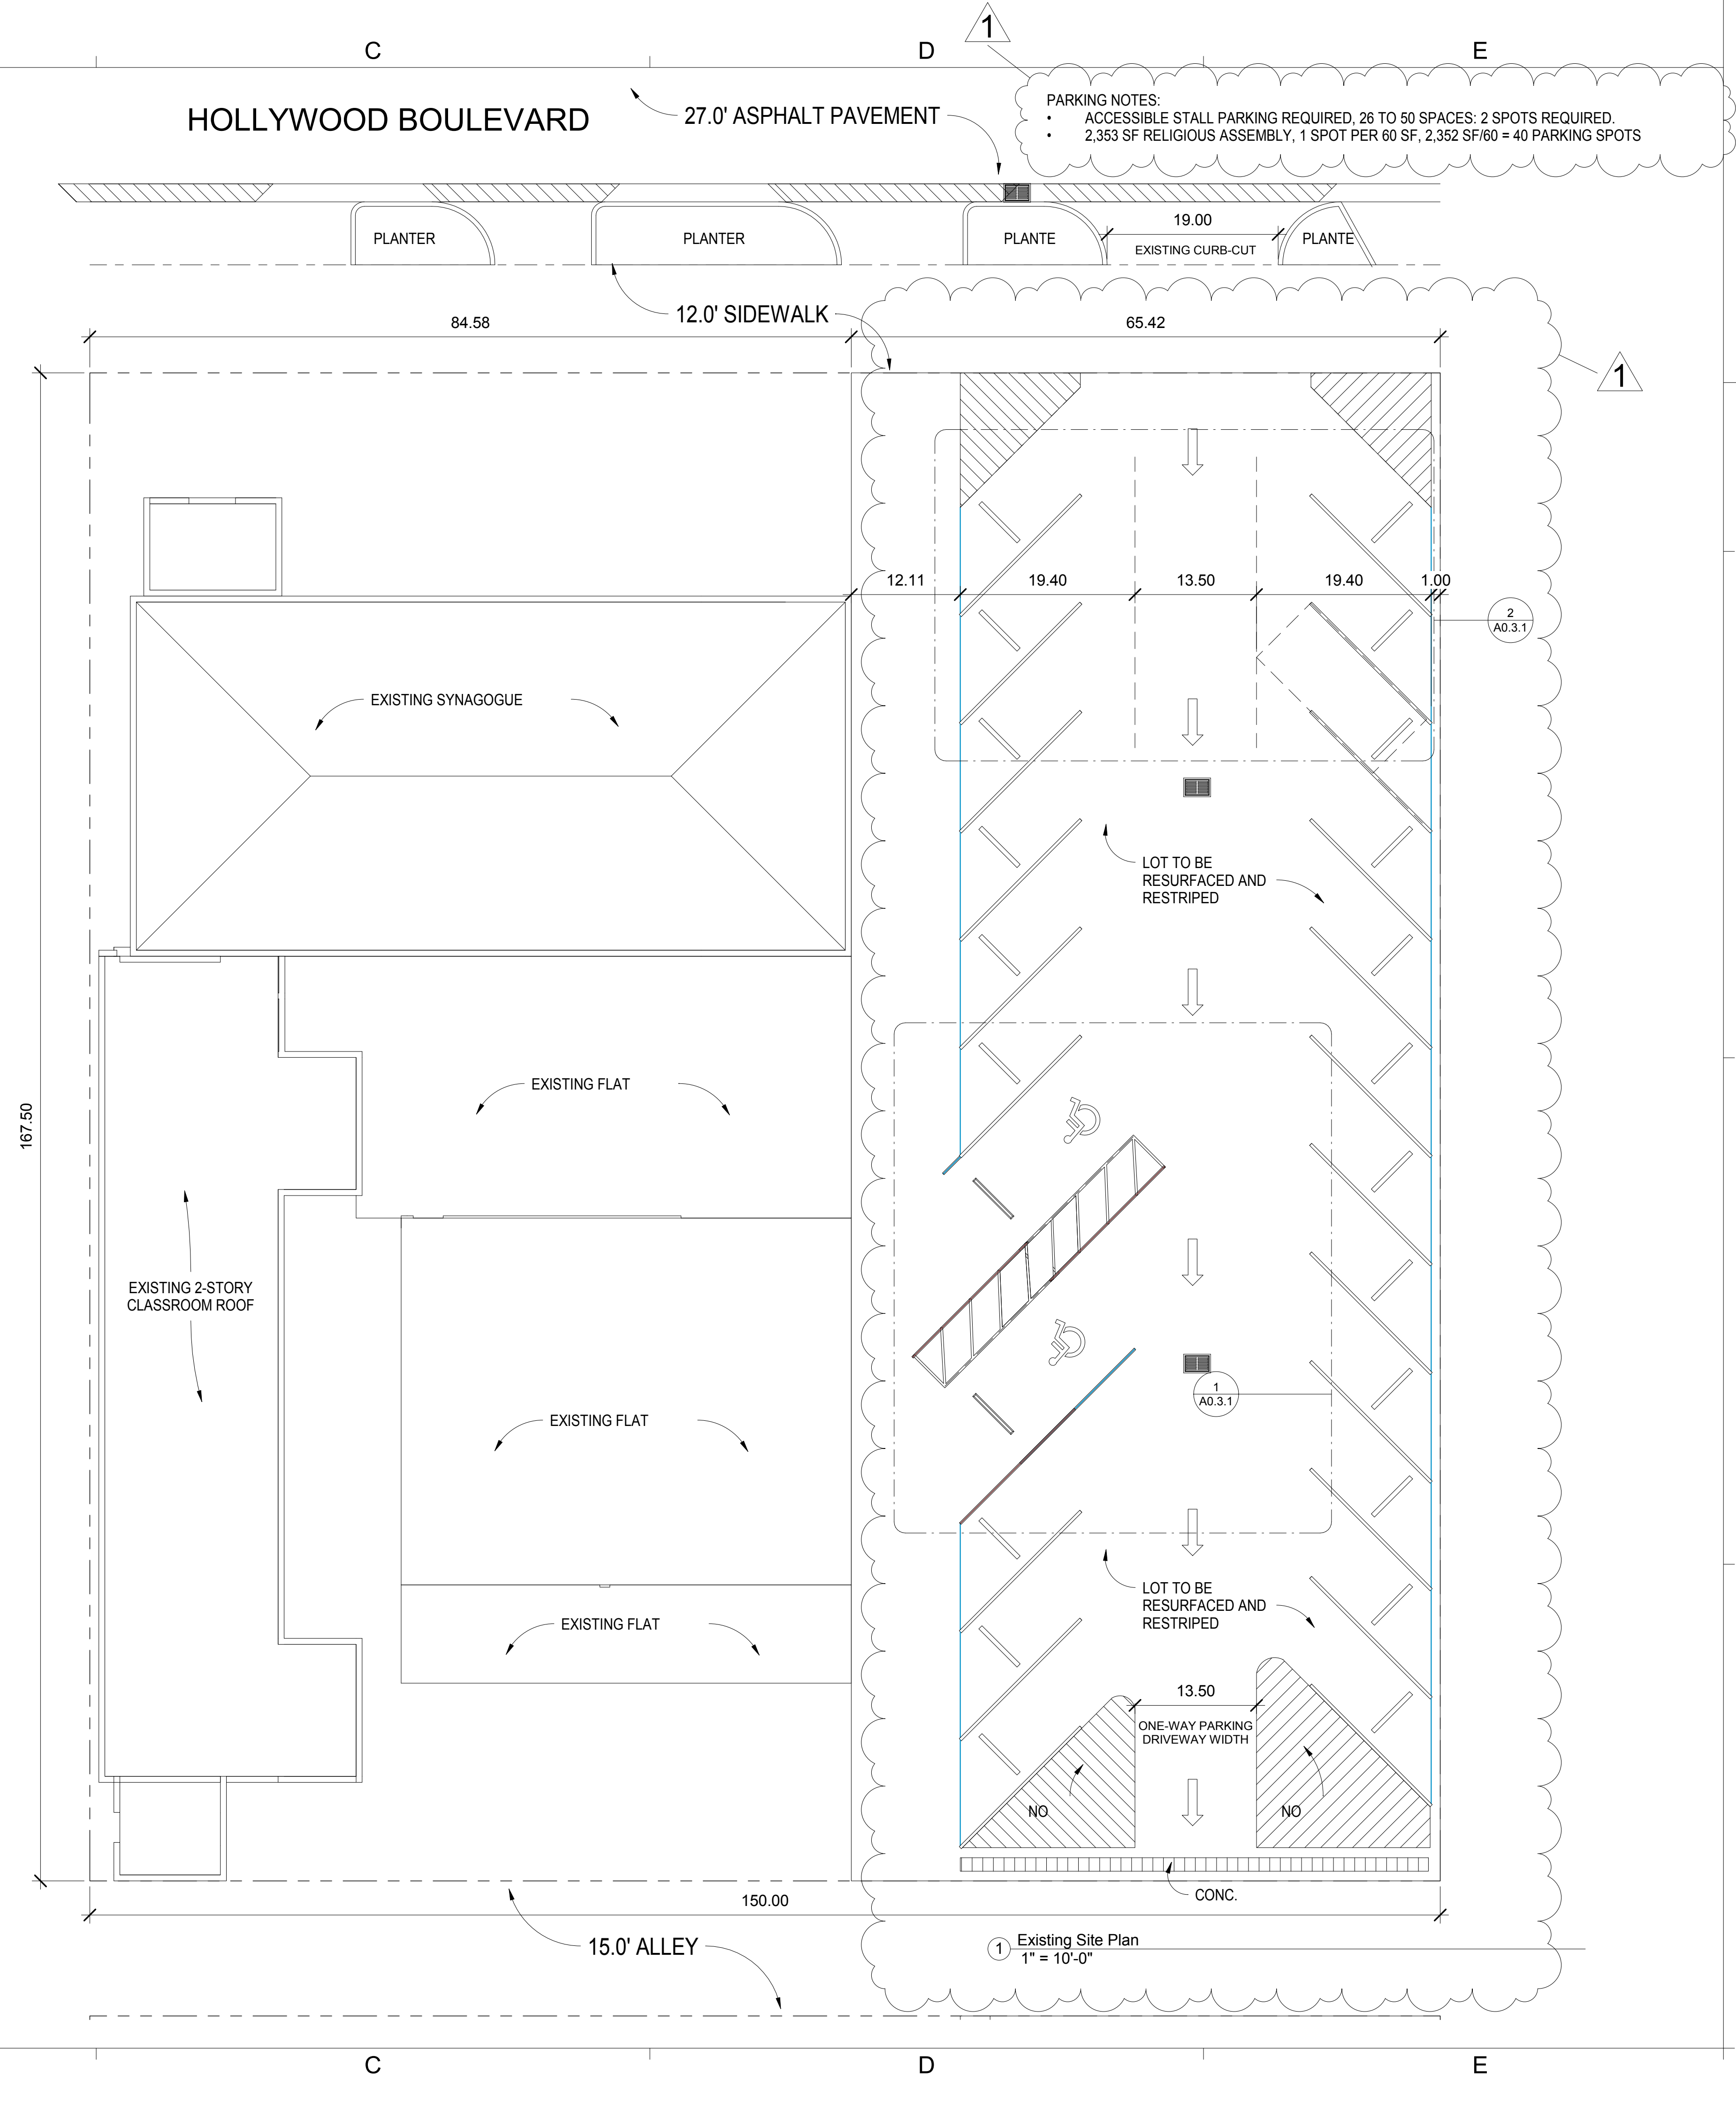 C
D
E
1
HOLLYWOOD BOULEVARD
27.0' ASPHALT PAVEMENT
PARKING NOTES:
• ACCESSIBLE STALL PARKING REQUIRED, 26 TO 50 SPACES: 2 SPOTS REQUIRED.
• 2,353 SF RELIGIOUS ASSEMBLY, 1 SPOT PER 60 SF, 2,352 SF/60 = 40 PARKING SPOTS
PLANTER
PLANTER
PLANTE
19.00
EXISTING CURB-CUT
PLANTE
12.0' SIDEWALK
84.58
65.42
1
12.11
19.40
13.50
19.40
1.00
2
A0.3.1
EXISTING SYNAGOGUE
LOT TO BE
RESURFACED AND
RESTRIPED
EXISTING FLAT
167.50
EXISTING 2-STORY
CLASSROOM ROOF
1
A0.3.1
EXISTING FLAT
LOT TO BE
RESURFACED AND
RESTRIPED
EXISTING FLAT
13.50
ONE-WAY PARKING
DRIVEWAY WIDTH
NO
NO
CONC.
150.00
15.0' ALLEY
1
Existing Site Plan
1" = 10'-0"
C
D
E